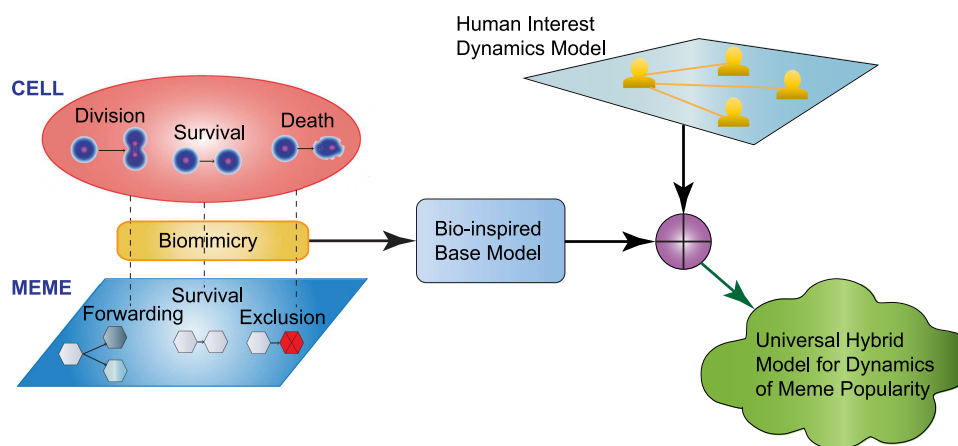 Human Interest
Dynamics Model
CELL
Division
Survival
Death
Biomimicry
Bio-inspired
Base Model
MEME
Survival
Forwarding
Exclusion
Universal Hybrid
Model for Dynamics
of Meme Popularity